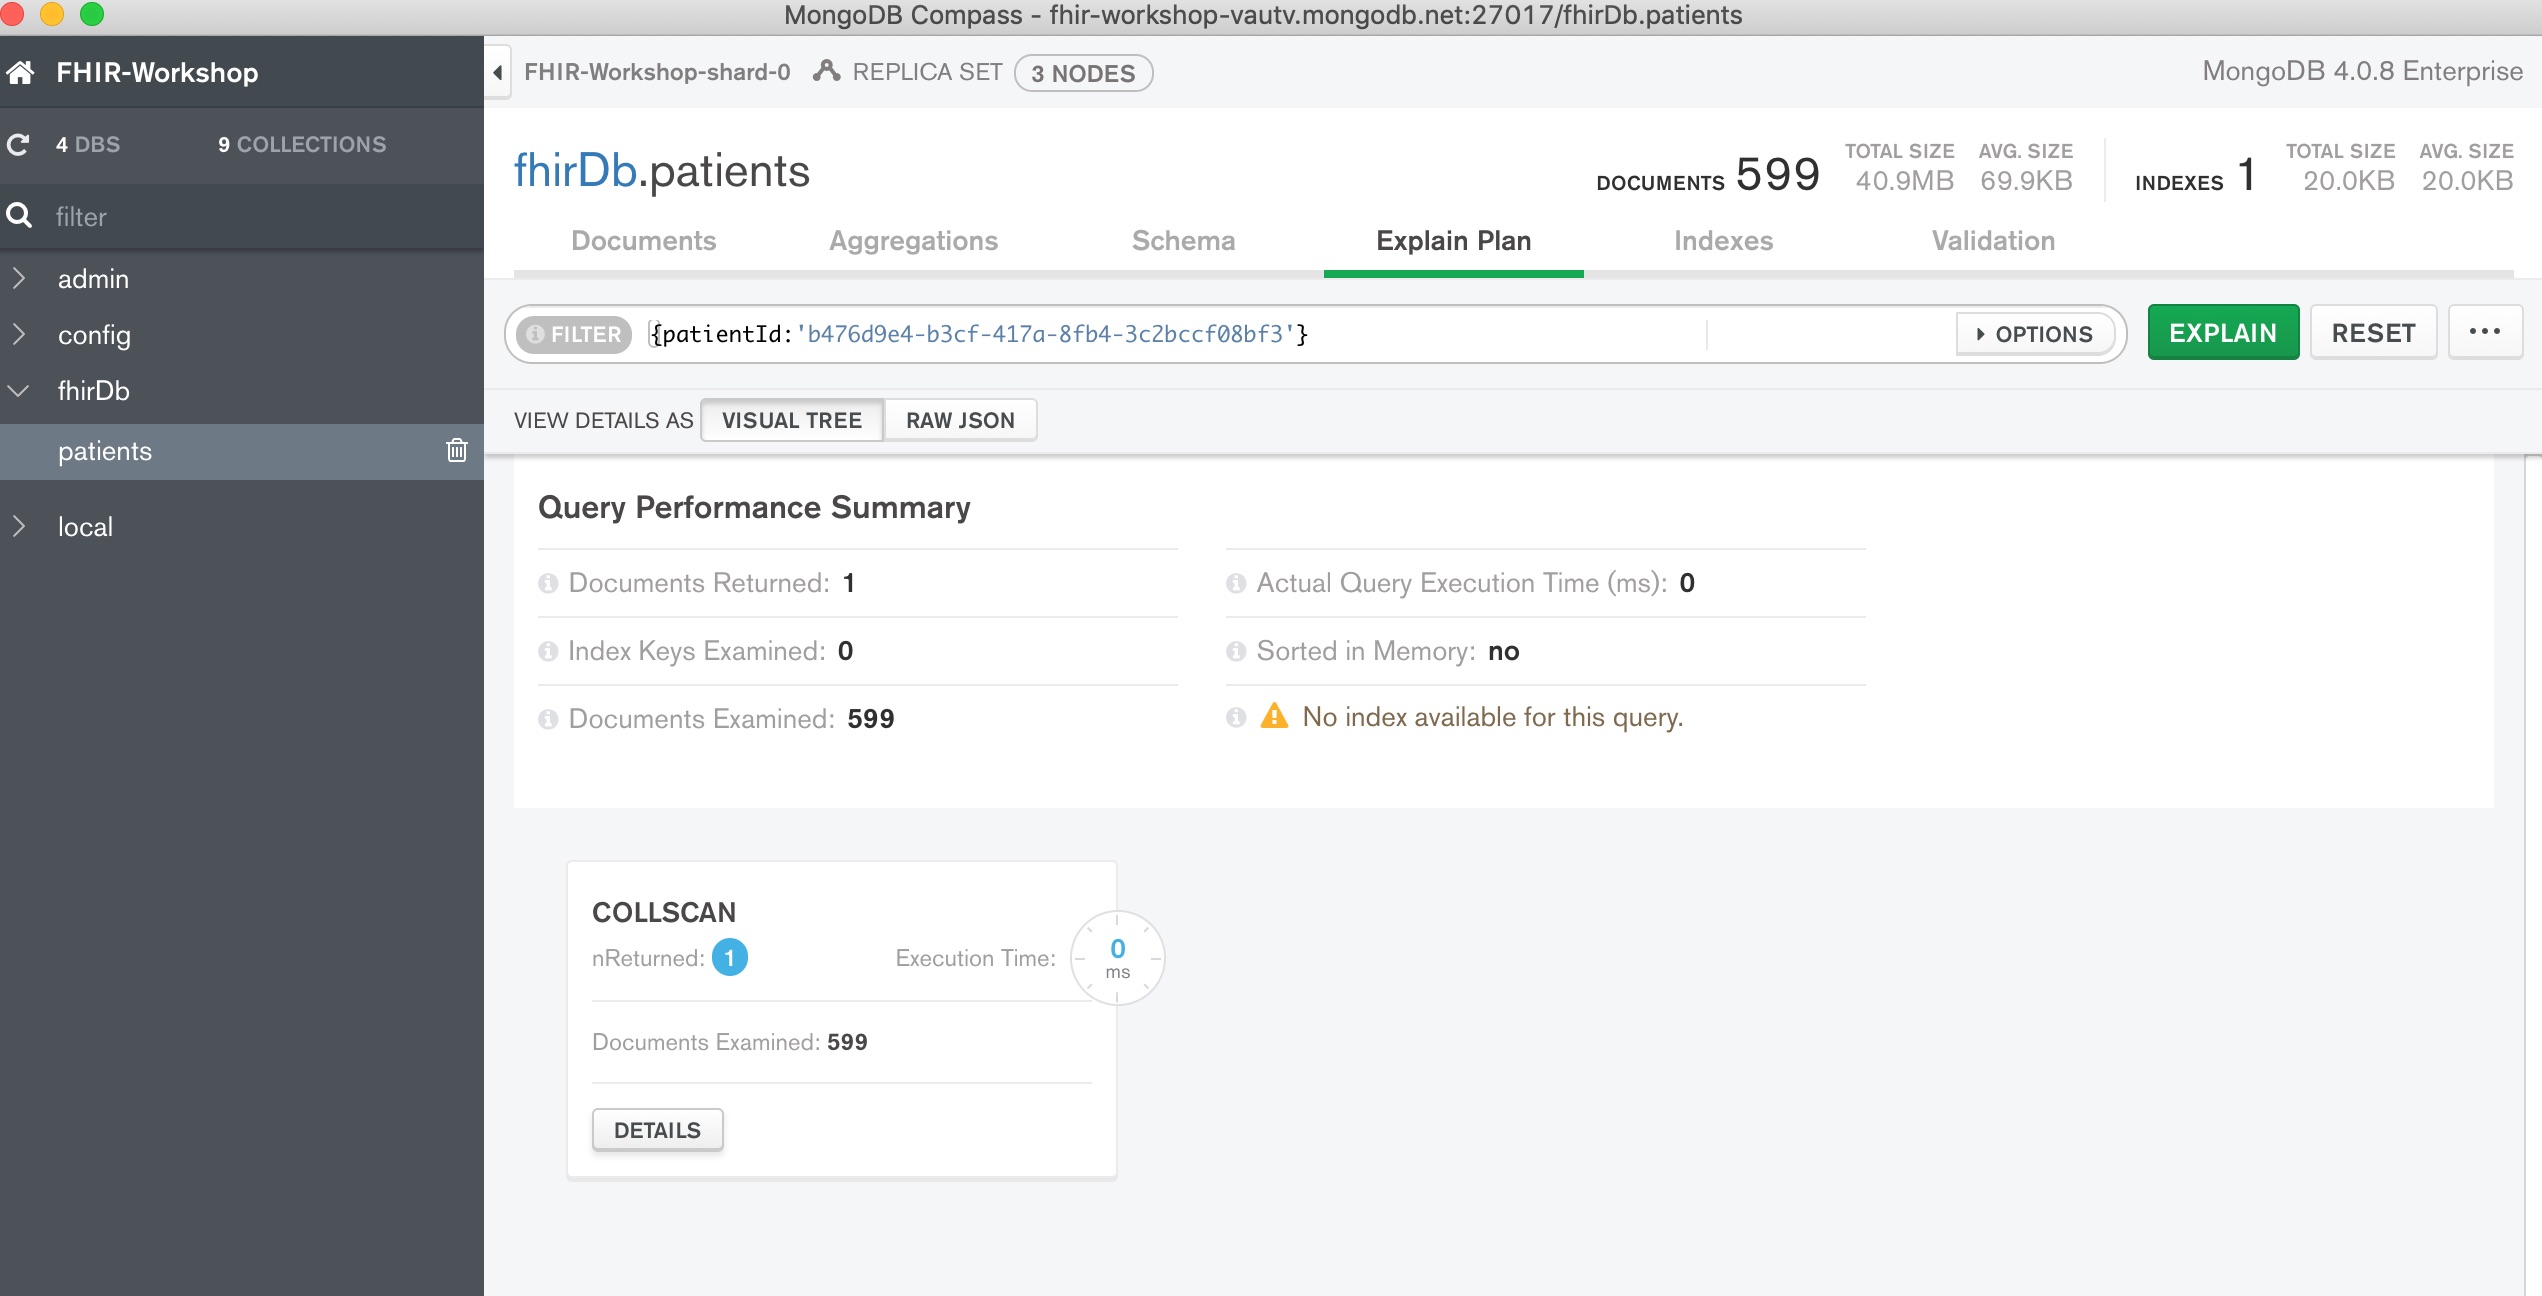 MongoDB Compass - fhir-workshop-vautv.mongodb.net:27017/fhirDb.patients
FHIR-Workshop
4 DBS 9 COLLECTIONS
filter
admin
config
fhirDb
patients
local
FHIR-Workshop-shard-0 REPLICA SET 3 NODES MongoDB 4.0.8 Enterprise
fhirDb.patients
DOCUMENTS 599 TOTAL SIZE 40.9MB AVG. SIZE 69.9KB INDEXES 1 TOTAL SIZE 20.0KB AVG. SIZE 20.0KB
Documents Aggregations Schema Explain Plan Indexes Validation
FILTER {patientId:'b476d9e4-b3cf-417a-8fb4-3c2bccf08bf3'} OPTIONS EXPLAIN RESET ...
VIEW DETAILS AS VISUAL TREE RAW JSON
Query Performance Summary
Documents Returned: 1
Index Keys Examined: 0
Documents Examined: 599
Actual Query Execution Time (ms): 0
Sorted in Memory: no
No index available for this query.
COLLSCAN
nReturned: 1 Execution Time: 0 ms
Documents Examined: 599
DETAILS